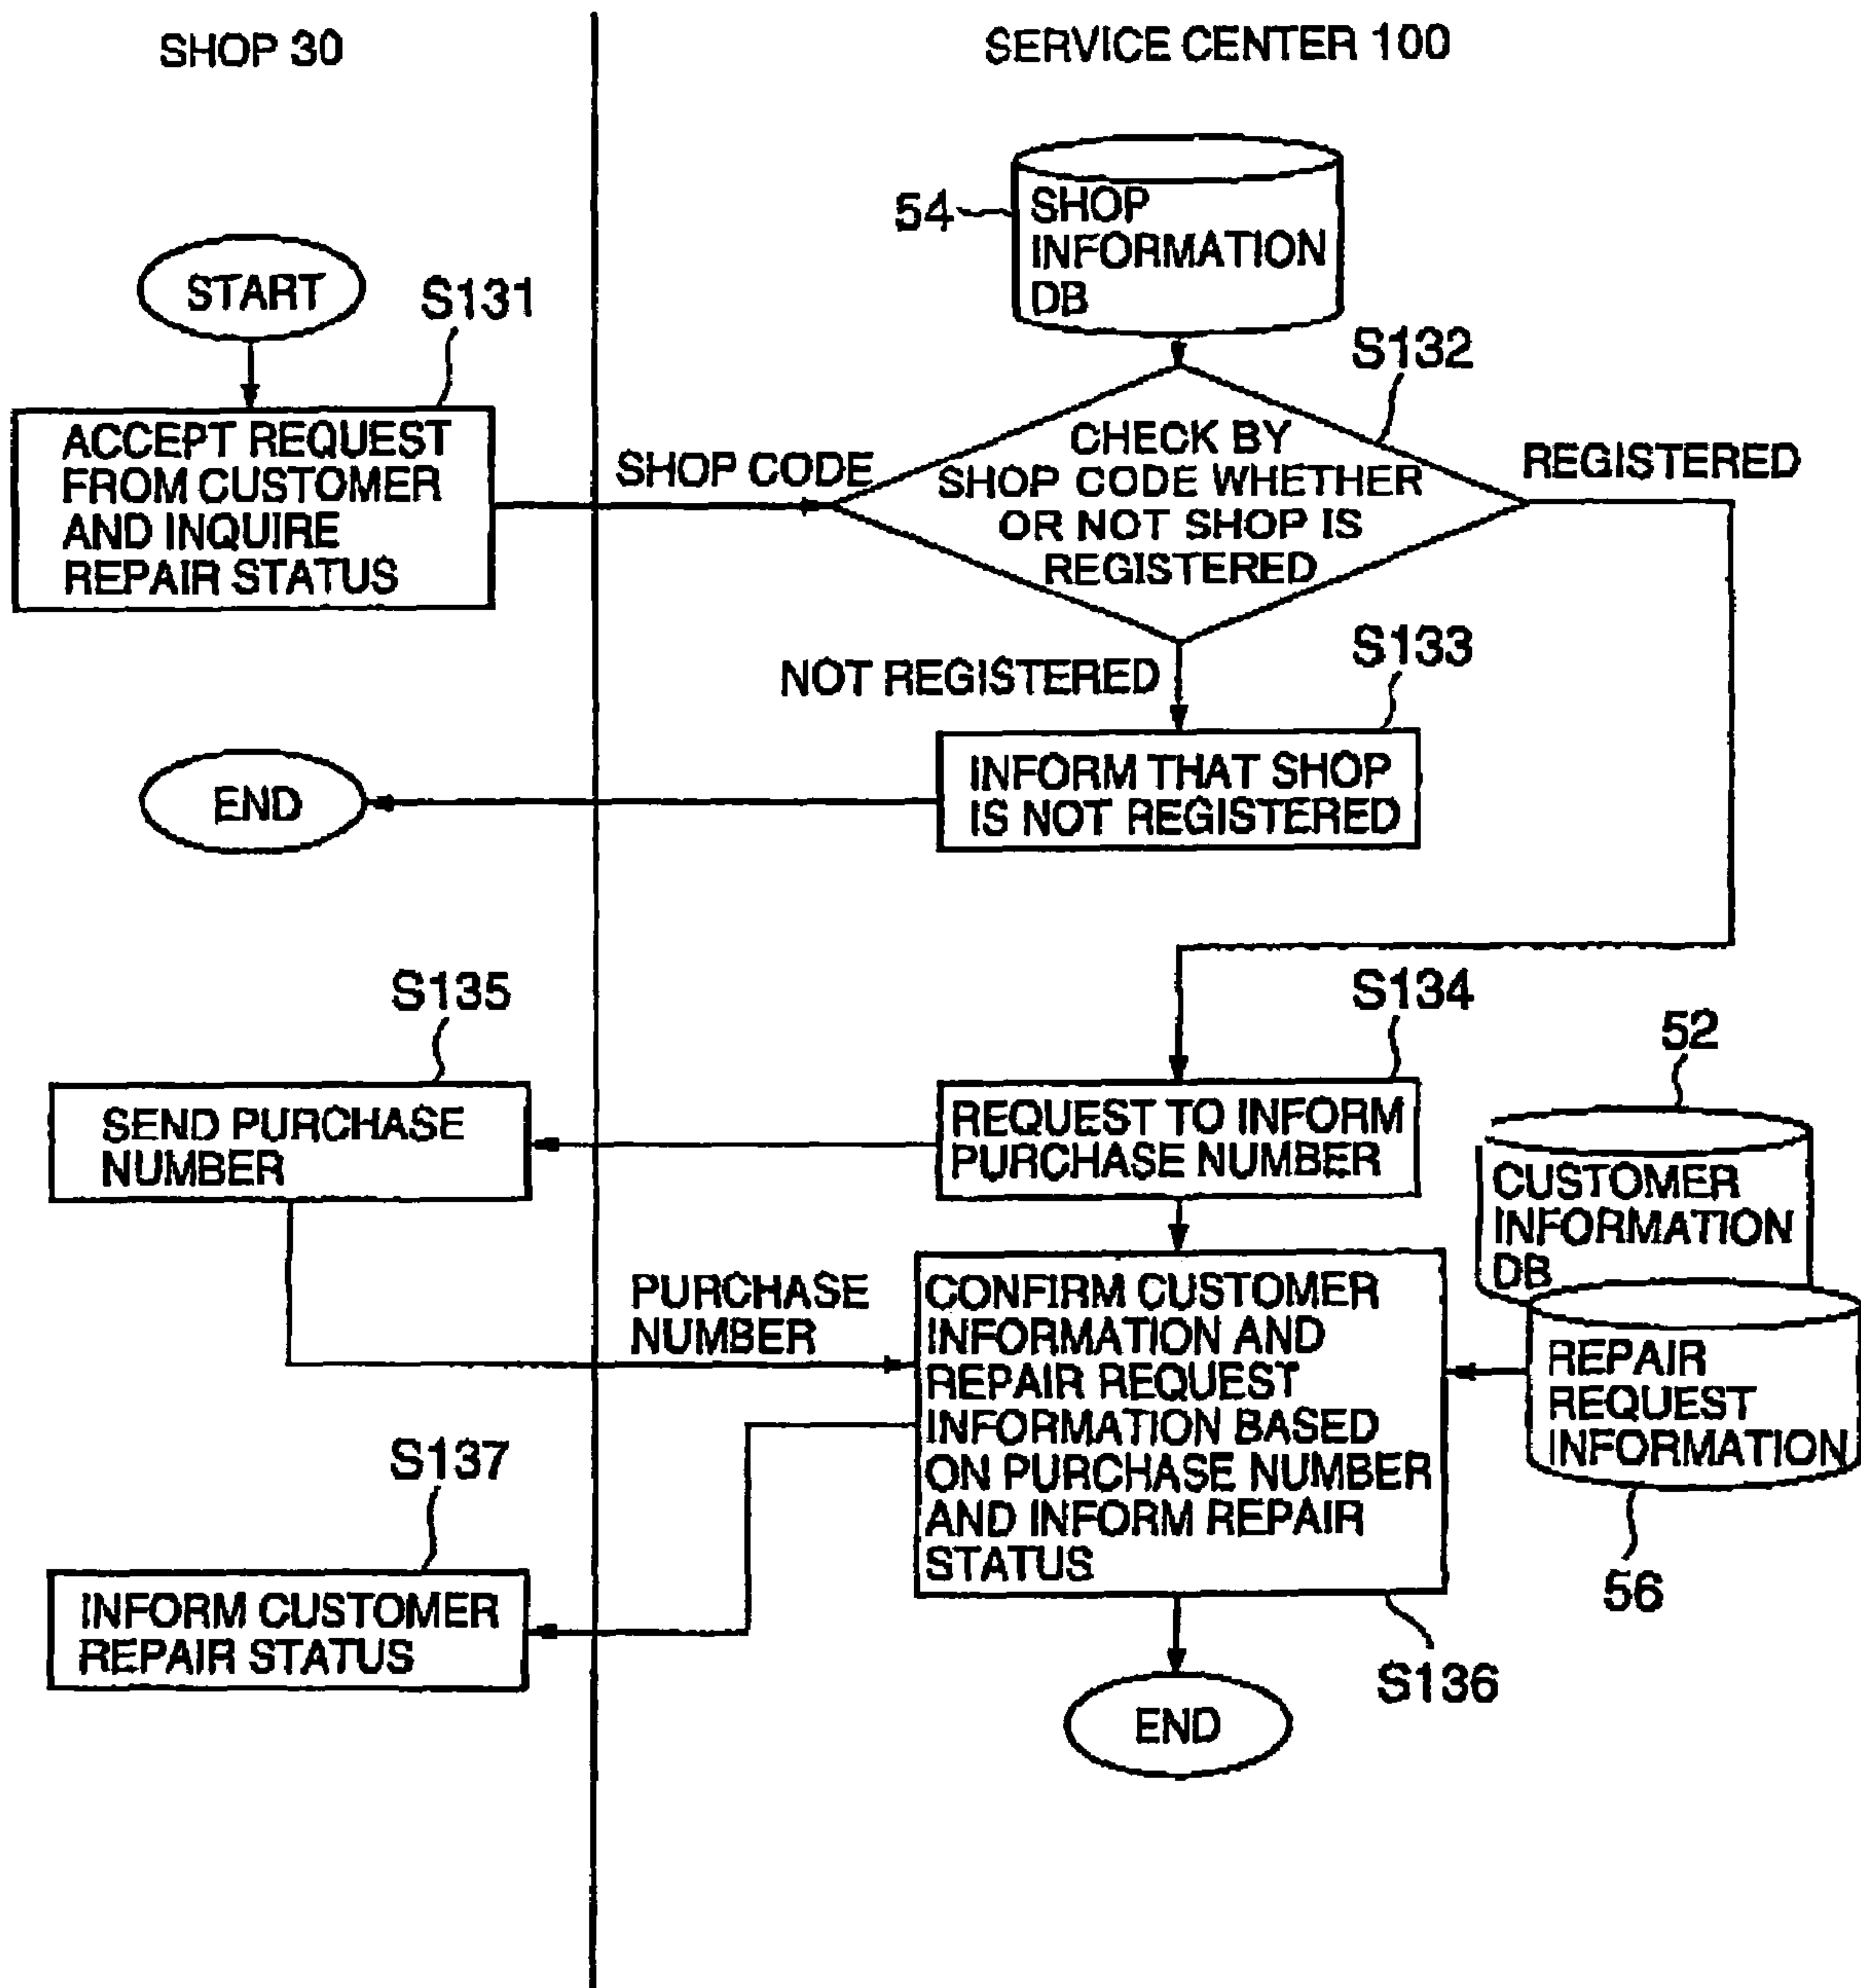 SHOP 30
SERVICE CENTER 100
54
SHOP
INFORMATION
DB
START
S131
S132
ACCEPT REQUEST
FROM CUSTOMER
AND INQUIRE
REPAIR STATUS
SHOP CODE
CHECK BY
SHOP CODE WHETHER
OR NOT SHOP IS
REGISTERED
REGISTERED
NOT REGISTERED
S133
END
INFORM THAT SHOP
IS NOT REGISTERED
S135
S134
52
SEND PURCHASE
NUMBER
REQUEST TO INFORM
PURCHASE NUMBER
CUSTOMER
INFORMATION
DB
PURCHASE
NUMBER
CONFIRM CUSTOMER
INFORMATION AND
REPAIR REQUEST
INFORMATION BASED
ON PURCHASE NUMBER
AND INFORM REPAIR
STATUS
REPAIR
REQUEST
INFORMATION
S137
56
INFORM CUSTOMER
REPAIR STATUS
S136
END